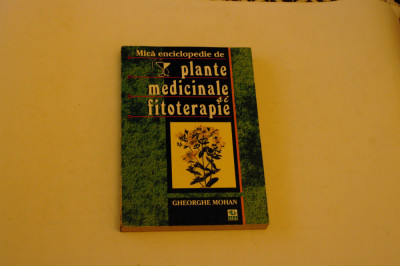 Mică enciclopedie de
plante
medicinale
și
fitoterapie
GHEORGHE MOHAN